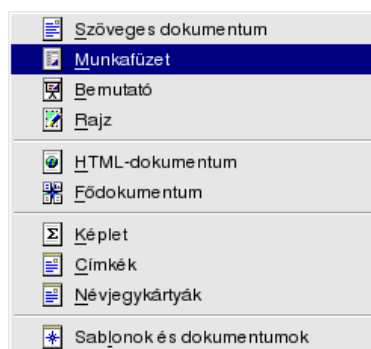 Szöveges dokumentum
Munkafüzet
Bemutató
Rajz
HTML-dokumentum
Fődokumentum
Képlet
Címkék
Névjegykártyák
Sablonok és dokumentumok